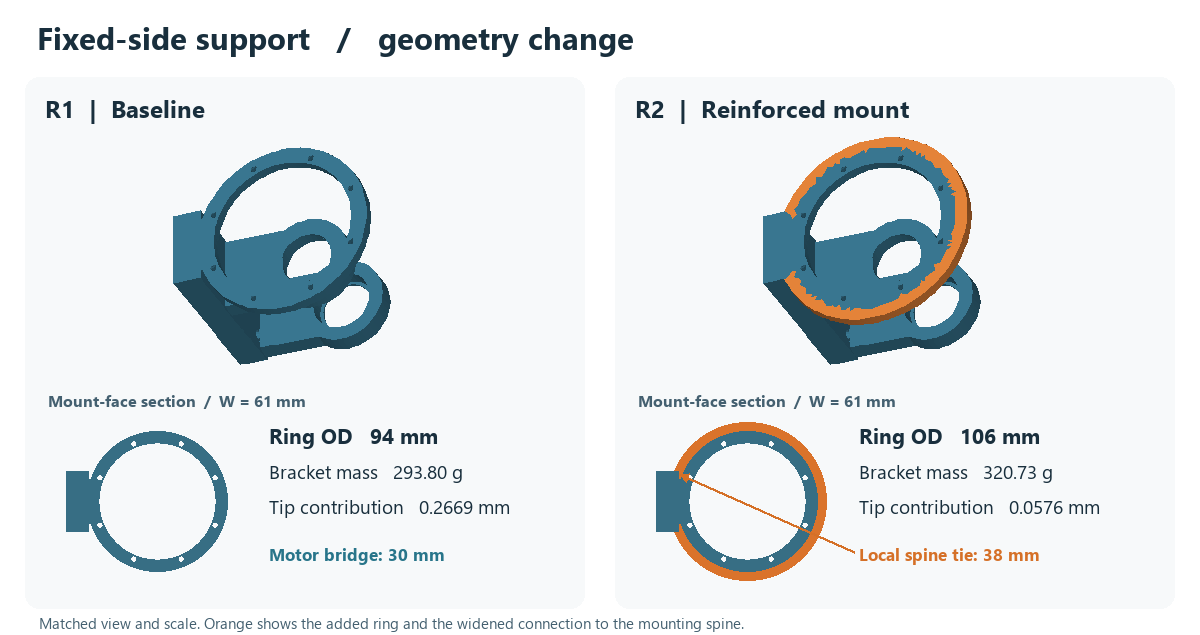 Fixed-side support / geometry change
R1 | Baseline
Mount-face section / W = 61 mm
Ring OD 94 mm
Bracket mass 293.80 g
Tip contribution 0.2669 mm
Motor bridge: 30 mm
R2 | Reinforced mount
Mount-face section / W = 61 mm
Ring OD 106 mm
Bracket mass 320.73 g
Tip contribution 0.0576 mm
Local spine tie: 38 mm
Matched view and scale. Orange shows the added ring and the widened connection to the mounting spine.